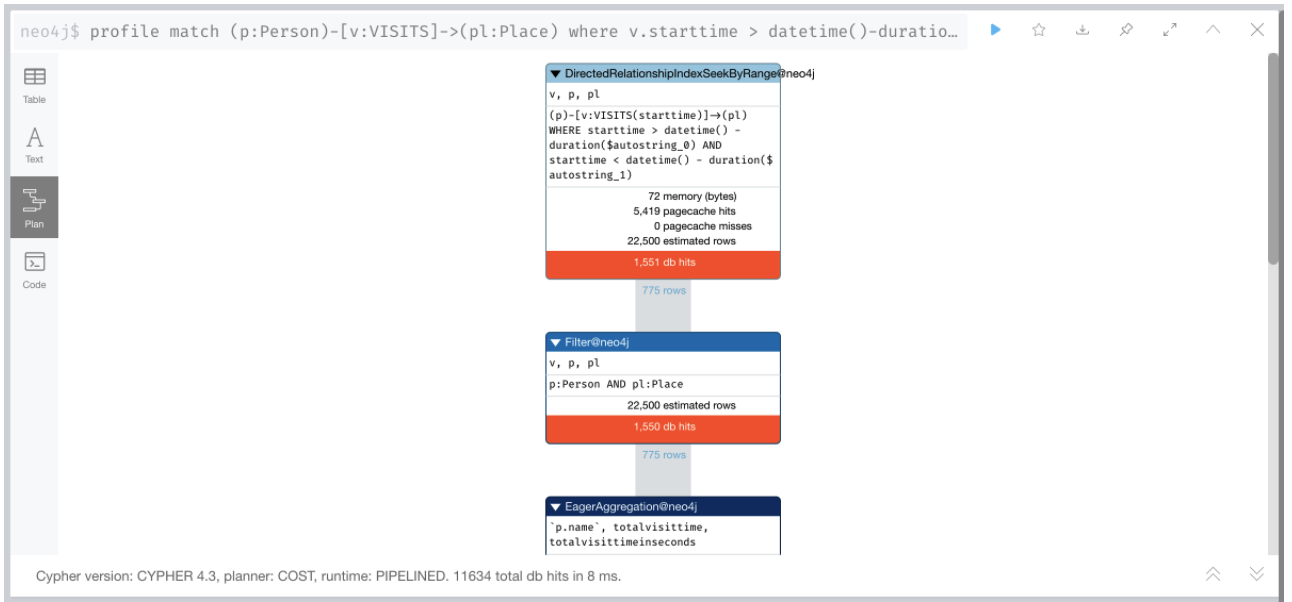 neo4j$ profile match (p:Person)-[v:VISITS]->(pl:Place) where v.starttime > datetime()-duratio…
Table
Text
Plan
Code
DirectedRelationshipIndexSeekByRange@neo4j
v, p, pl
(p)-[v:VISITS(starttime)]->(pl)
WHERE starttime > datetime() -
duration($autostring_0) AND
starttime < datetime() - duration($
autostring_1)
72 memory (bytes)
5,419 pagecache hits
0 pagecache misses
22,500 estimated rows
1,551 db hits
775 rows
Filter@neo4j
v, p, pl
p:Person AND pl:Place
22,500 estimated rows
1,550 db hits
775 rows
EagerAggregation@neo4j
`p.name`, totalvisittime,
totalvisittimeinseconds
Cypher version: CYPHER 4.3, planner: COST, runtime: PIPELINED. 11634 total db hits in 8 ms.